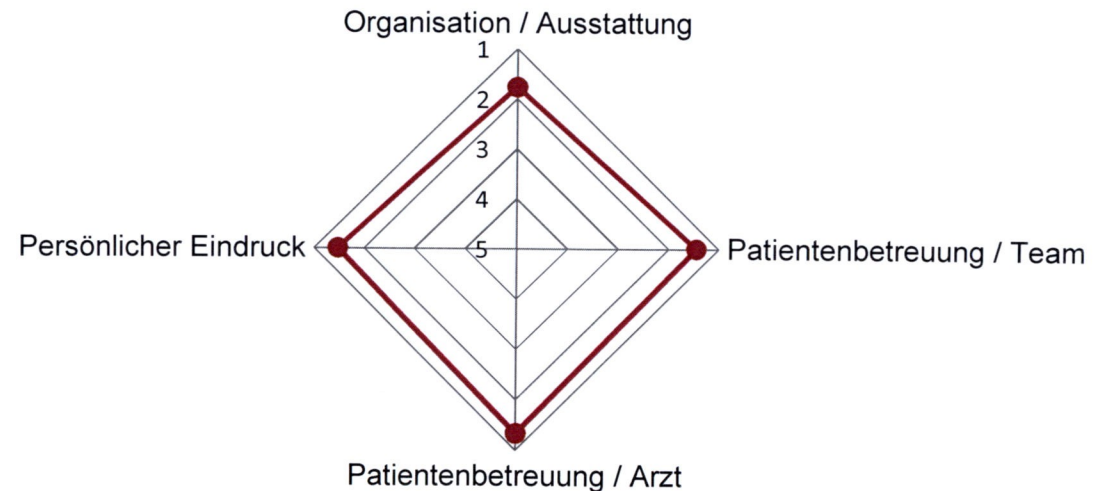 Organisation / Ausstattung
1
2
3
4
5
Persönlicher Eindruck
Patientenbetreuung / Team
Patientenbetreuung / Arzt